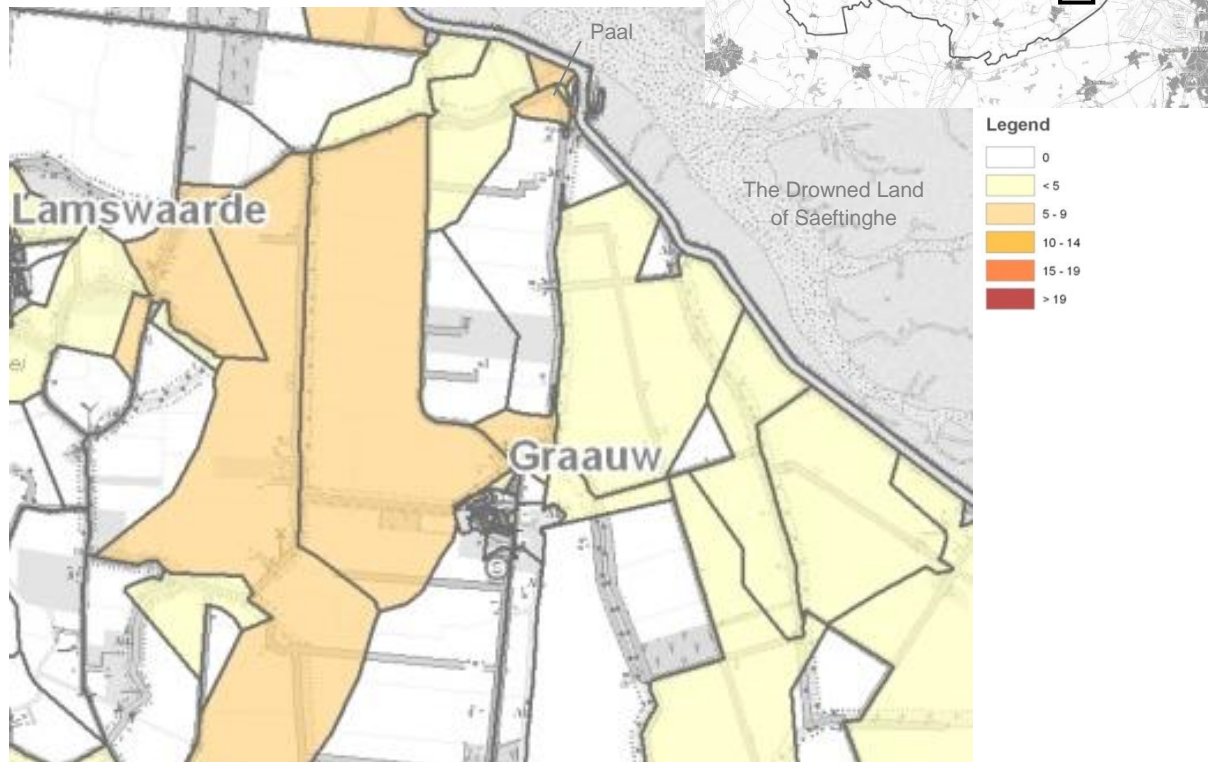 Paal
Legend
0
< 5
5 - 9
10 - 14
15 - 19
> 19
The Drowned Land
of Saeftinghe
Lamswaarde
Graauw